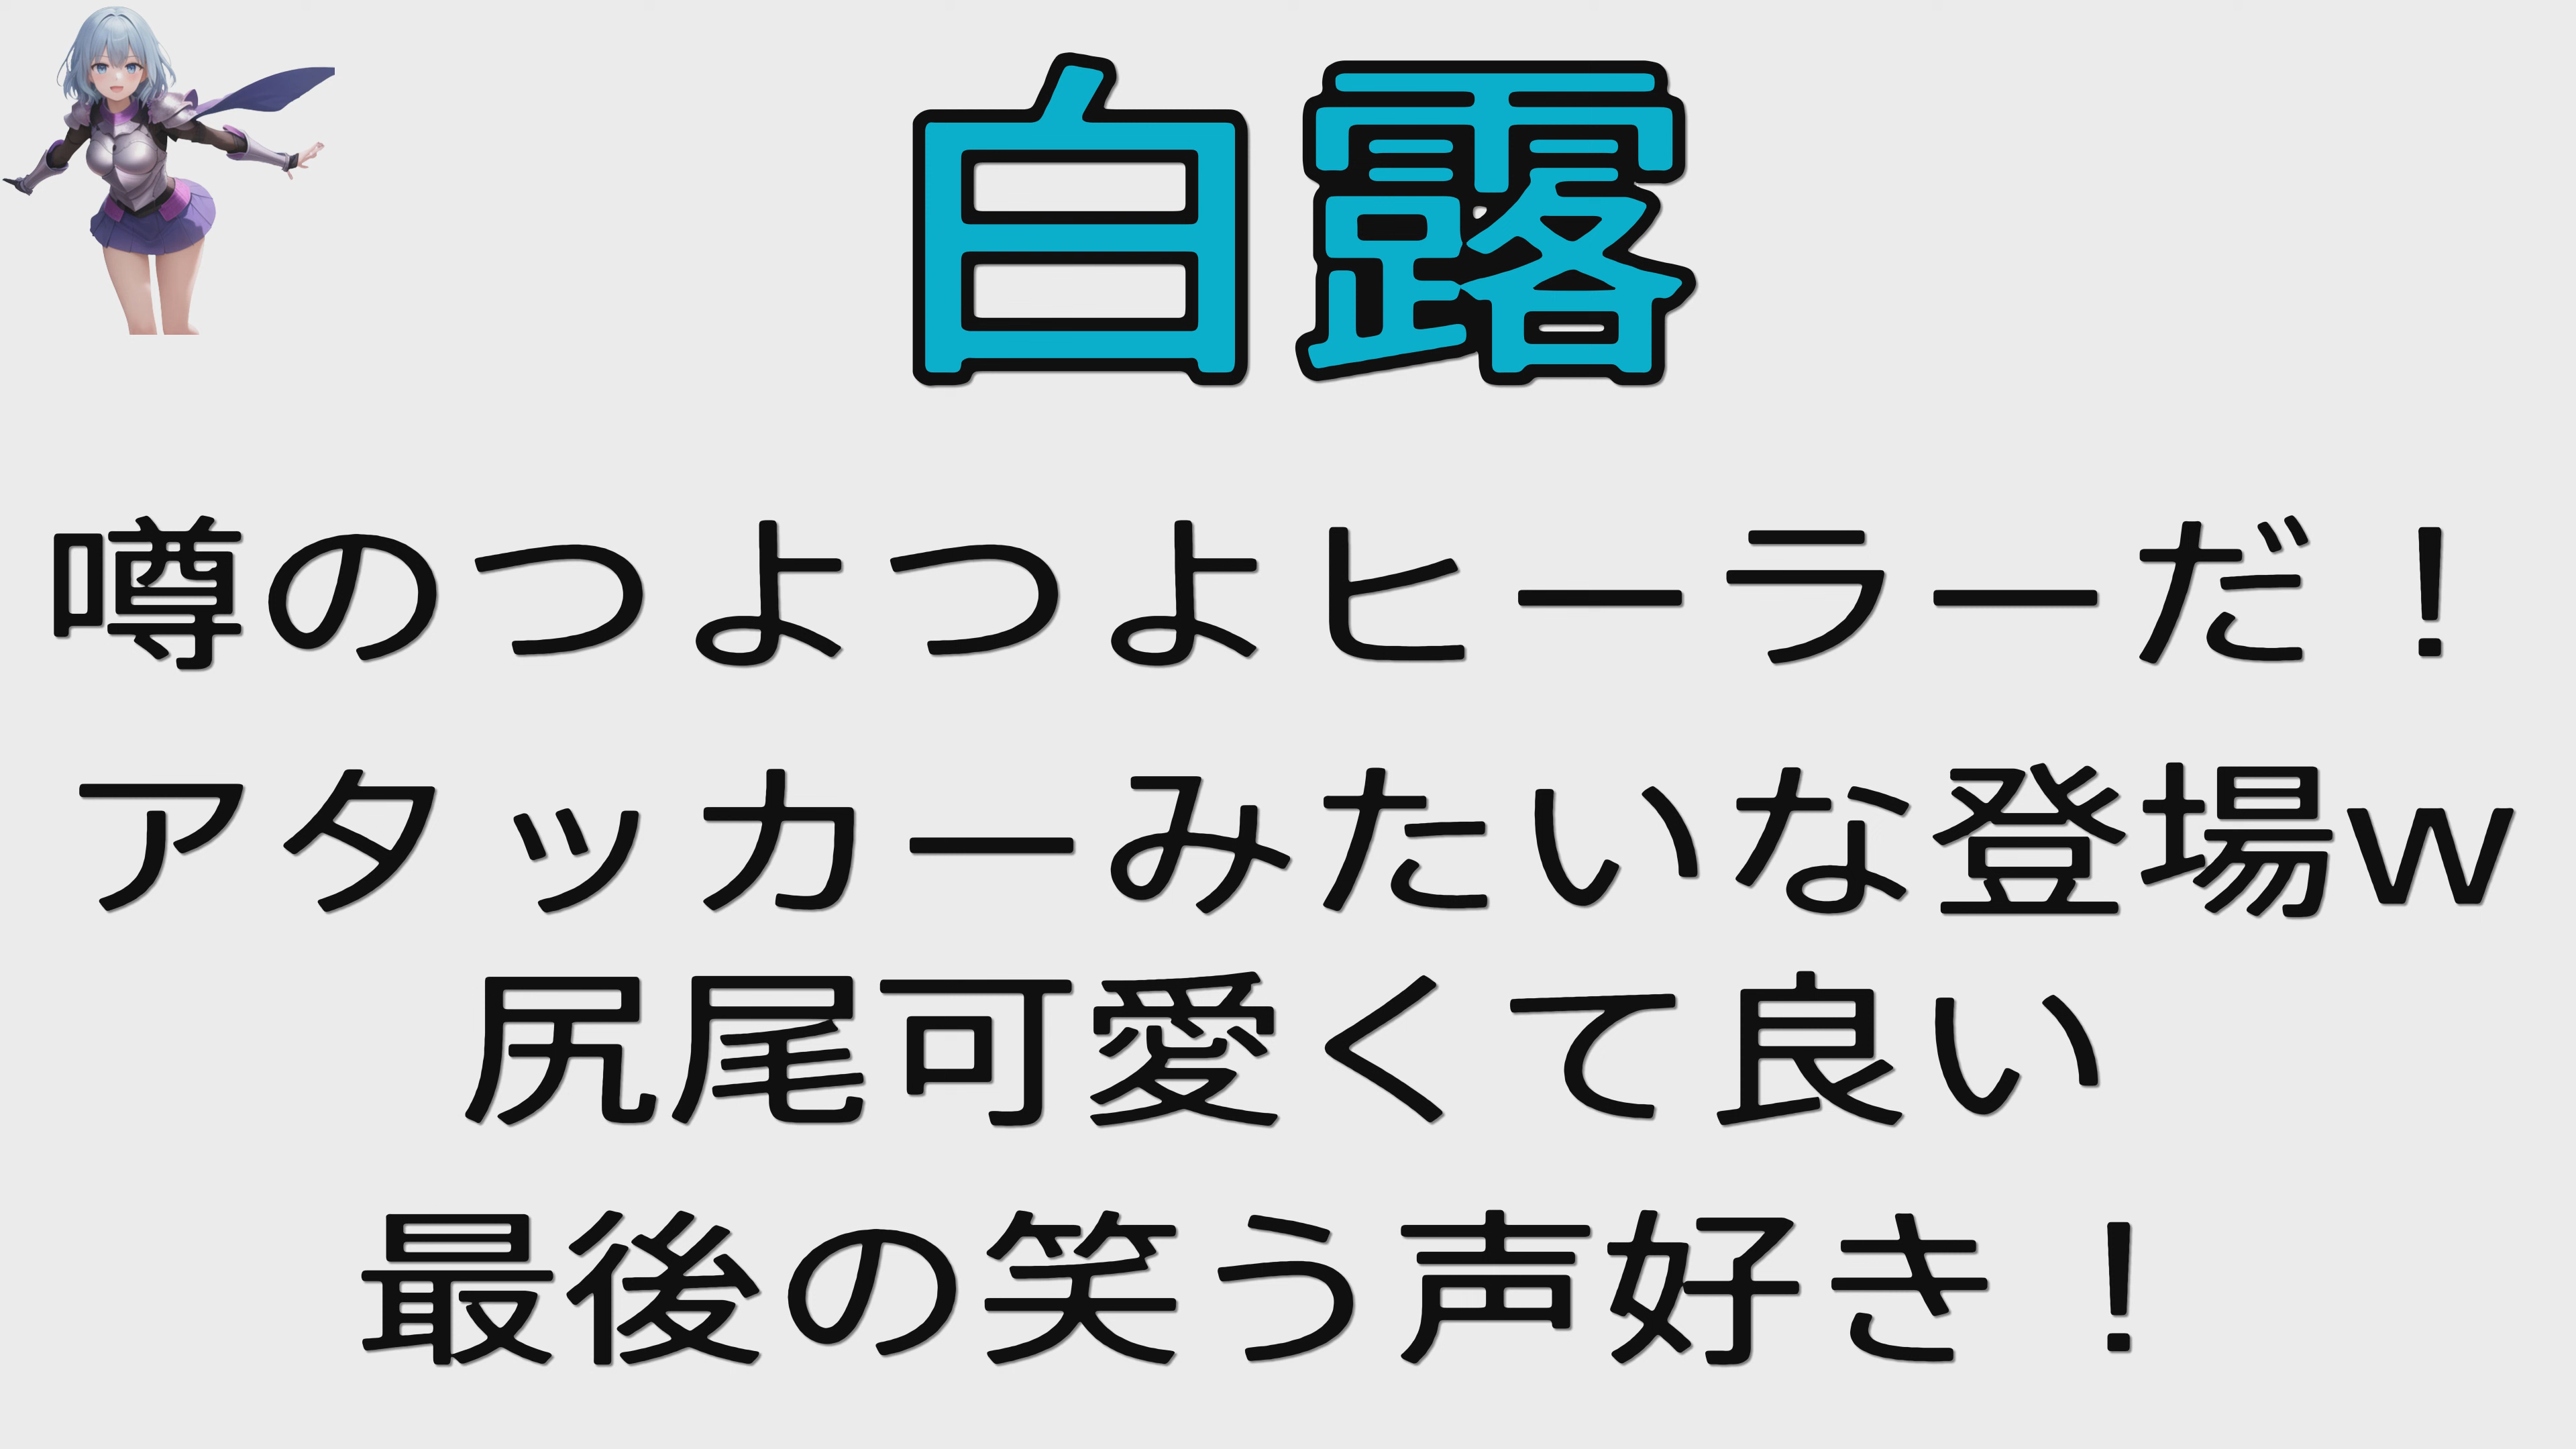 白露
噂のつよつよヒーラーだ！
アタッカーみたいな登場w
尻尾可愛くて良い
最後の笑う声好き！